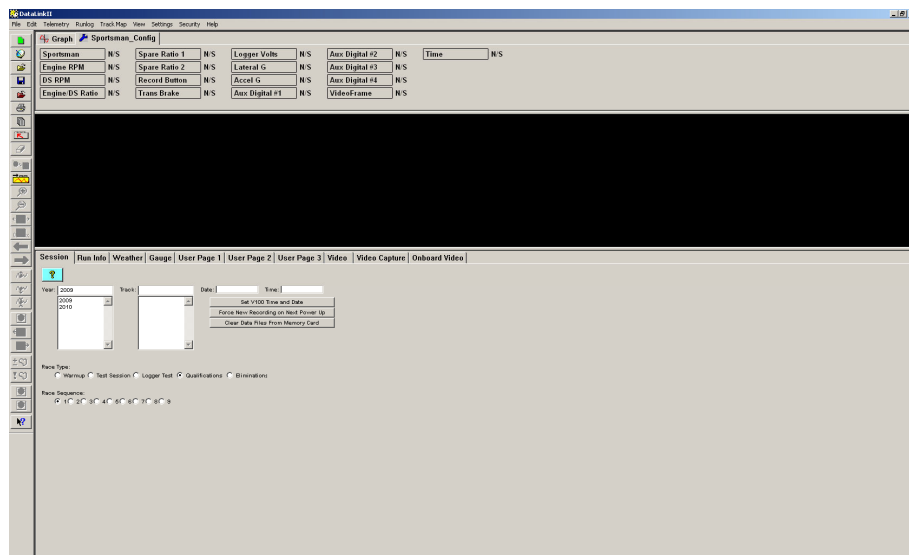 DataLinkII
File Edit Telemetry Runlog Track Map View Settings Security Help
Graph Sportsman_Config
Sportsman N/S Spare Ratio 1 N/S Logger Volts N/S Aux Digital #2 N/S Time N/S
Engine RPM N/S Spare Ratio 2 N/S Lateral G N/S Aux Digital #3 N/S
DS RPM N/S Record Button N/S Accel G N/S Aux Digital #4 N/S
Engine/DS Ratio N/S Trans Brake N/S Aux Digital #1 N/S VideoFrame N/S
Session Run Info Weather Gauge User Page 1 User Page 2 User Page 3 Video Video Capture Onboard Video
?
Year: 2009 Track: Date: Time:
2009 Set V100 Time and Date
2010 Force New Recording on Next Power Up
Clear Data Files From Memory Card
Race Type:
Warmup Test Session Logger Test Qualifications Eliminations
Race Sequence:
1 2 3 4 5 6 7 8 9